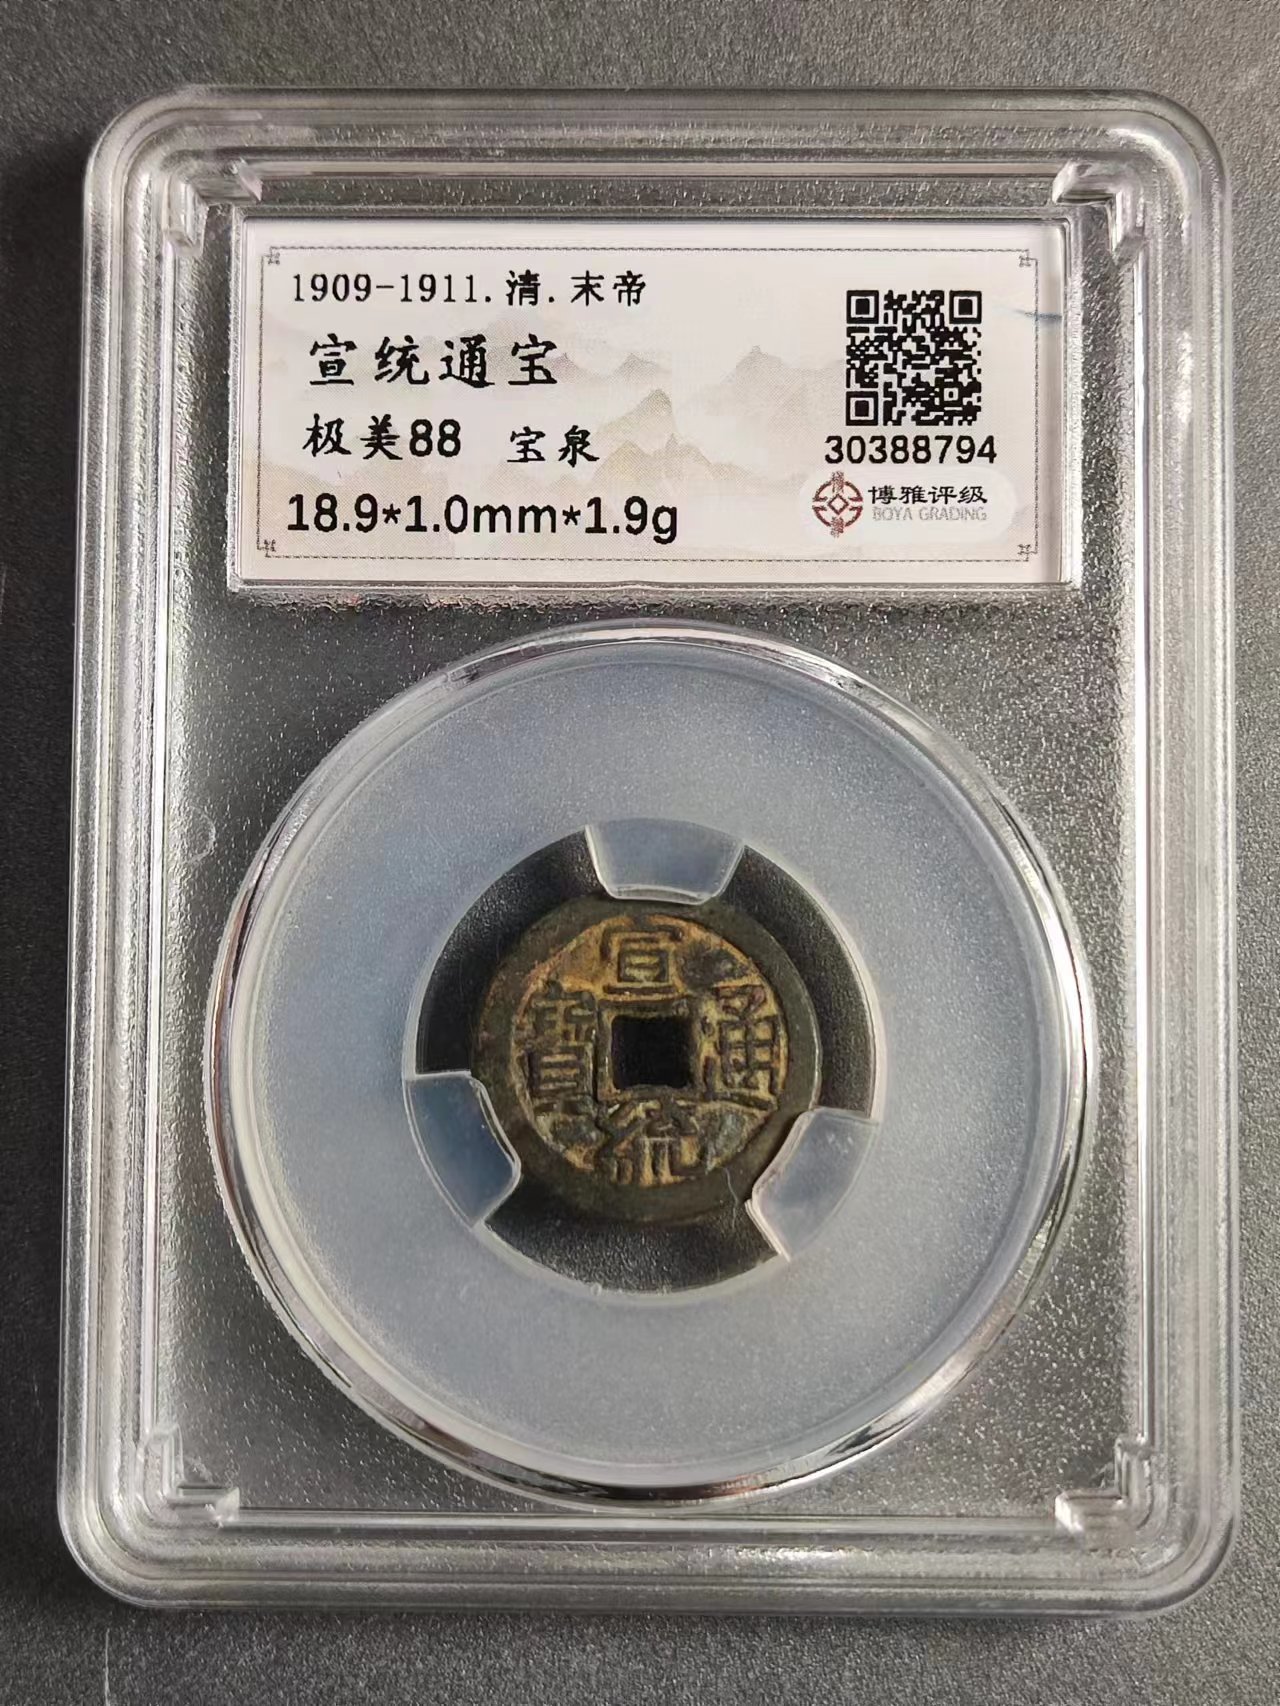 1909-1911.清.末帝
宣统通宝
极美88 宝泉
18.9*1.0mm*1.9g
30388794
博雅评级
BOYA GRADING
宣統通寶